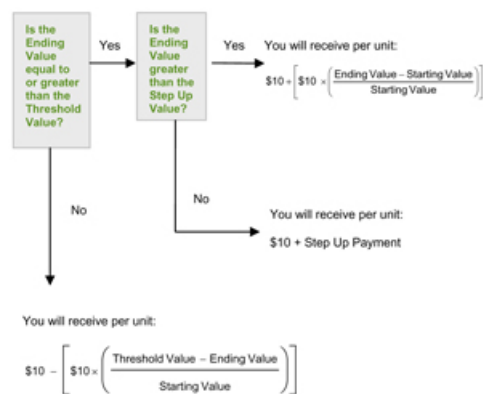 Is the
Ending
Value
equal to
or greater
than the
Threshold
Value?
Yes
Is the
Ending
Value
greater
than the
Step Up
Value?
Yes
You will receive per unit:
$10 + [$10 × (Ending Value – Starting Value
Starting Value)]
No
You will receive per unit:
$10 + Step Up Payment
No
You will receive per unit:
$10 – [$10 × (Threshold Value – Ending Value
Starting Value)]